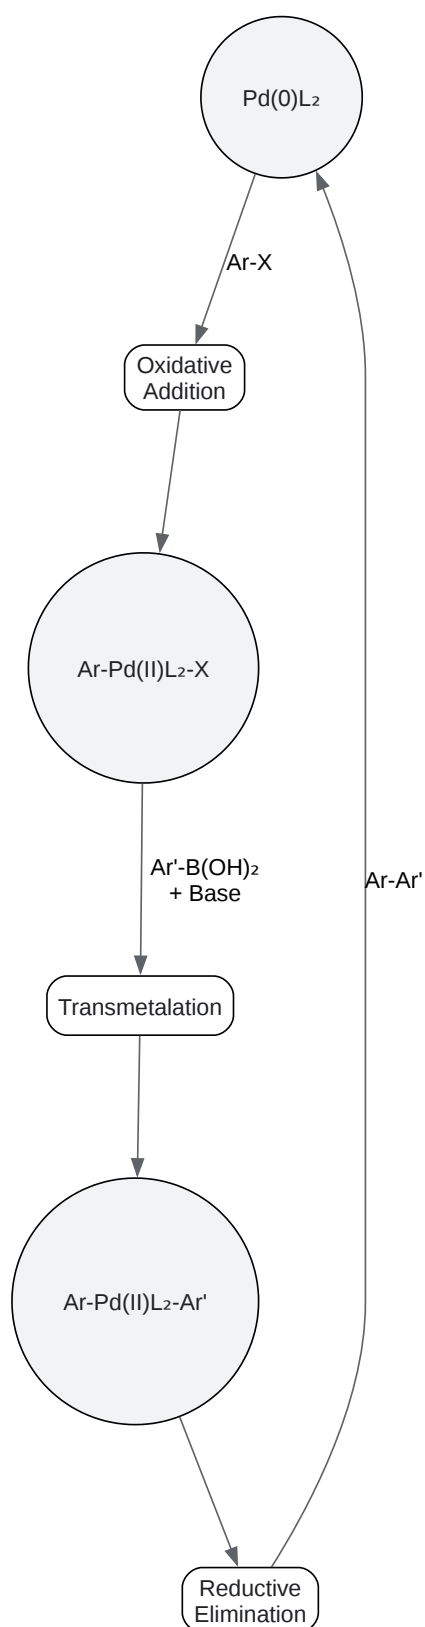 Pd(0)L₂
Ar-X
Oxidative
Addition
Ar-Pd(II)L₂-X
Ar'-B(OH)₂
+ Base
Ar-Ar'
Transmetalation
Ar-Pd(II)L₂-Ar'
Reductive
Elimination